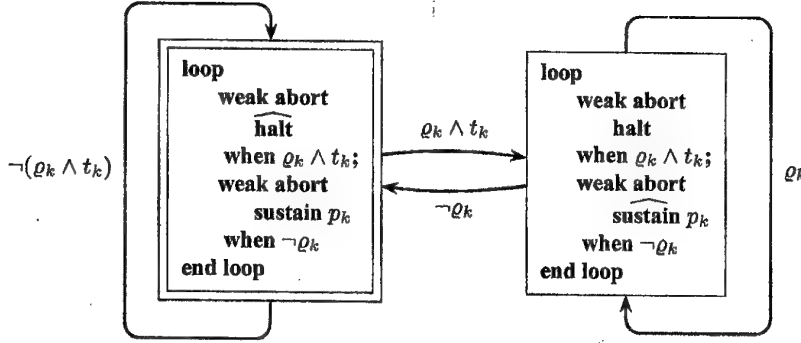 loop
weak abort
halt
when ϱk ∧ tk;
weak abort
sustain pk
when ¬ϱk
end loop
¬(ϱk ∧ tk)
ϱk ∧ tk
¬ϱk
loop
weak abort
halt
when ϱk ∧ tk;
weak abort
sustain pk
when ¬ϱk
end loop
ϱk